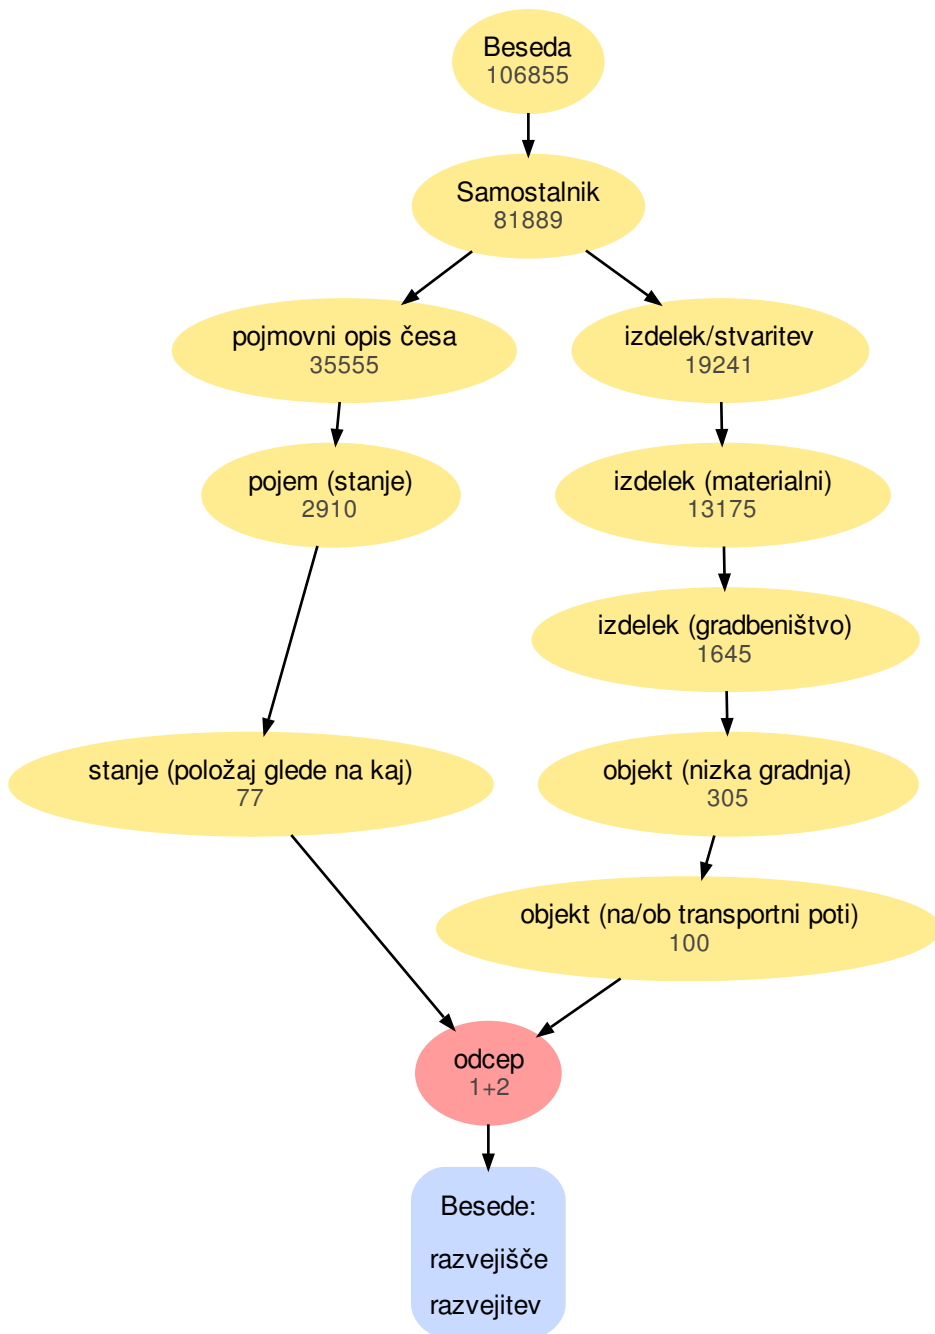 Beseda
106855
Samostalnik
81889
pojmovni opis česa
35555
izdelek/stvaritev
19241
pojem (stanje)
2910
izdelek (materialni)
13175
izdelek (gradbeništvo)
1645
stanje (položaj glede na kaj)
77
objekt (nizka gradnja)
305
objekt (na/ob transportni poti)
100
odcep
1+2
Besede:
razvejišče
razvejitev